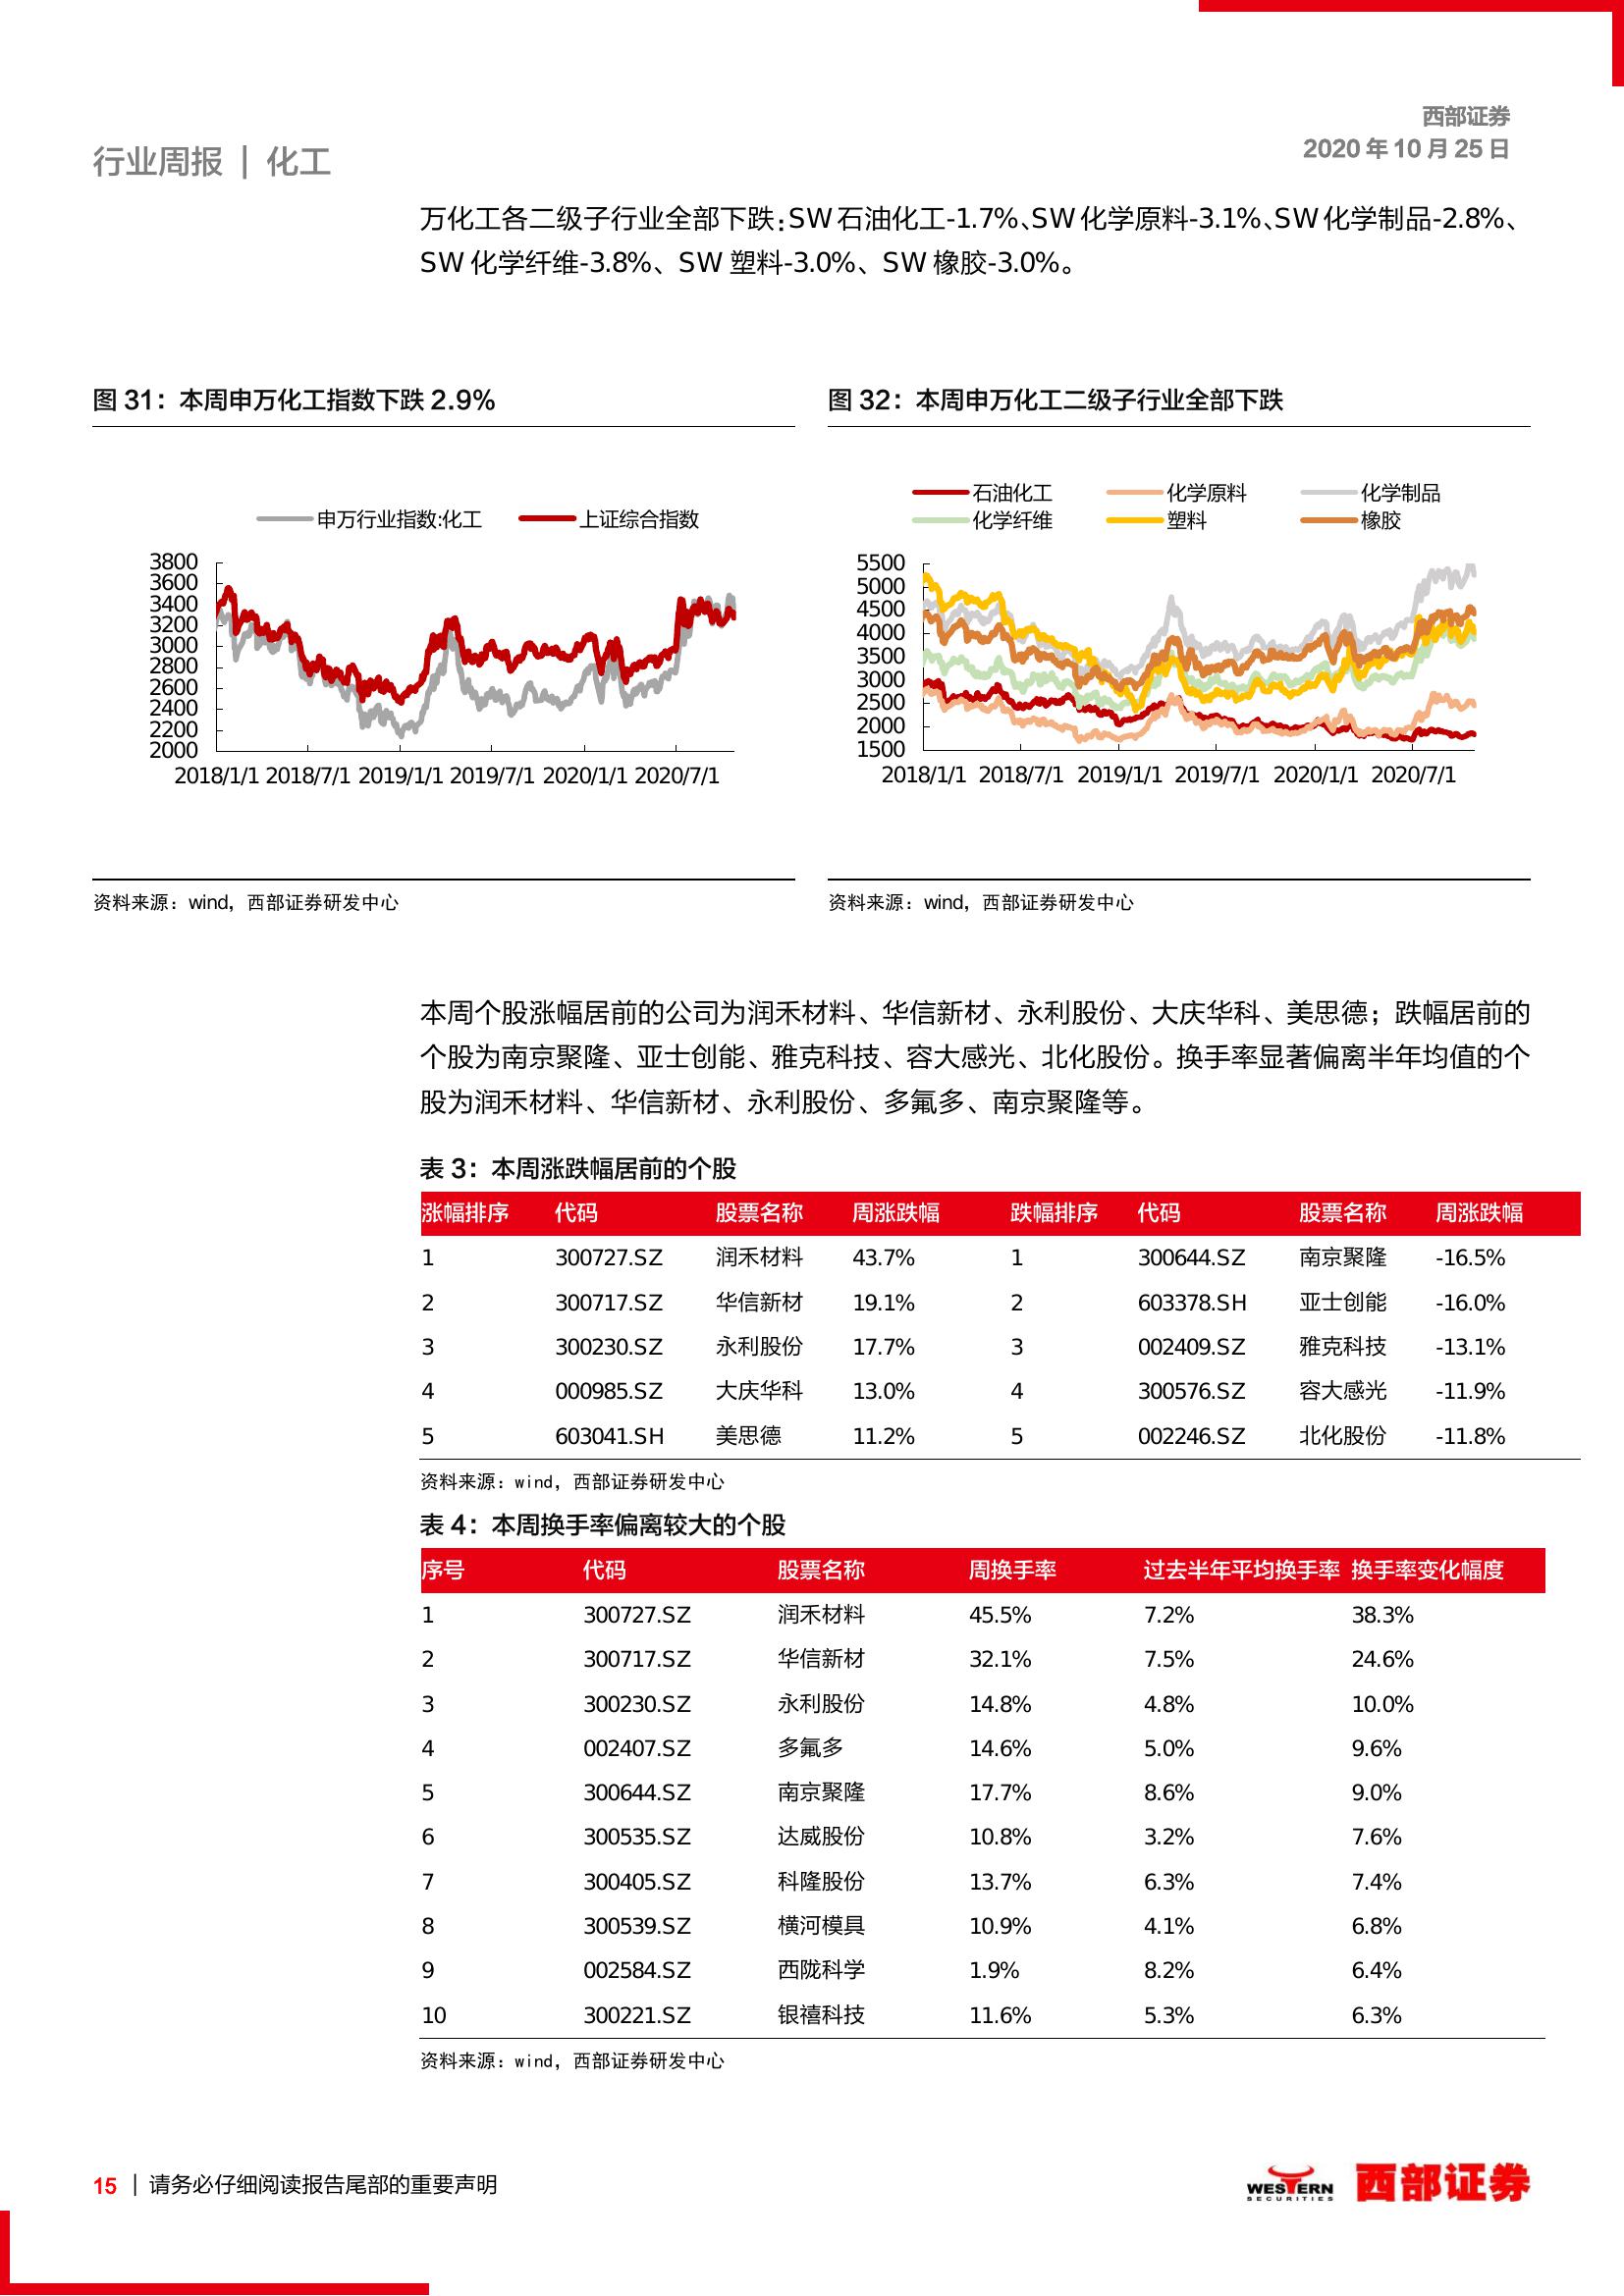 西部证券
2020 年 10 月 25 日
行业周报 | 化工
万化工各二级子行业全部下跌：SW 石油化工-1.7%、SW 化学原料-3.1%、SW 化学制品-2.8%、
SW 化学纤维-3.8%、SW 塑料-3.0%、SW 橡胶-3.0%。
图 31：本周申万化工指数下跌 2.9%
申万行业指数:化工 上证综合指数
3800
3600
3400
3200
3000
2800
2600
2400
2200
2000
2018/1/1 2018/7/1 2019/1/1 2019/7/1 2020/1/1 2020/7/1
资料来源：wind，西部证券研发中心
图 32：本周申万化工二级子行业全部下跌
石油化工 化学原料 化学制品
化学纤维 塑料 橡胶
5500
5000
4500
4000
3500
3000
2500
2000
1500
2018/1/1 2018/7/1 2019/1/1 2019/7/1 2020/1/1 2020/7/1
资料来源：wind，西部证券研发中心
本周个股涨幅居前的公司为润禾材料、华信新材、永利股份、大庆华科、美思德；跌幅居前的
个股为南京聚隆、亚士创能、雅克科技、容大感光、北化股份。换手率显著偏离半年均值的个
股为润禾材料、华信新材、永利股份、多氟多、南京聚隆等。
表 3：本周涨跌幅居前的个股
涨幅排序 代码 股票名称 周涨跌幅 跌幅排序 代码 股票名称 周涨跌幅
1 300727.SZ 润禾材料 43.7% 1 300644.SZ 南京聚隆 -16.5%
2 300717.SZ 华信新材 19.1% 2 603378.SH 亚士创能 -16.0%
3 300230.SZ 永利股份 17.7% 3 002409.SZ 雅克科技 -13.1%
4 000985.SZ 大庆华科 13.0% 4 300576.SZ 容大感光 -11.9%
5 603041.SH 美思德 11.2% 5 002246.SZ 北化股份 -11.8%
资料来源：wind，西部证券研发中心
表 4：本周换手率偏离较大的个股
序号 代码 股票名称 周换手率 过去半年平均换手率 换手率变化幅度
1 300727.SZ 润禾材料 45.5% 7.2% 38.3%
2 300717.SZ 华信新材 32.1% 7.5% 24.6%
3 300230.SZ 永利股份 14.8% 4.8% 10.0%
4 002407.SZ 多氟多 14.6% 5.0% 9.6%
5 300644.SZ 南京聚隆 17.7% 8.6% 9.0%
6 300535.SZ 达威股份 10.8% 3.2% 7.6%
7 300405.SZ 科隆股份 13.7% 6.3% 7.4%
8 300539.SZ 横河模具 10.9% 4.1% 6.8%
9 002584.SZ 西陇科学 1.9% 8.2% 6.4%
10 300221.SZ 银禧科技 11.6% 5.3% 6.3%
资料来源：wind，西部证券研发中心
15 | 请务必仔细阅读报告尾部的重要声明
WESTERN
SECURITIES
西部证券